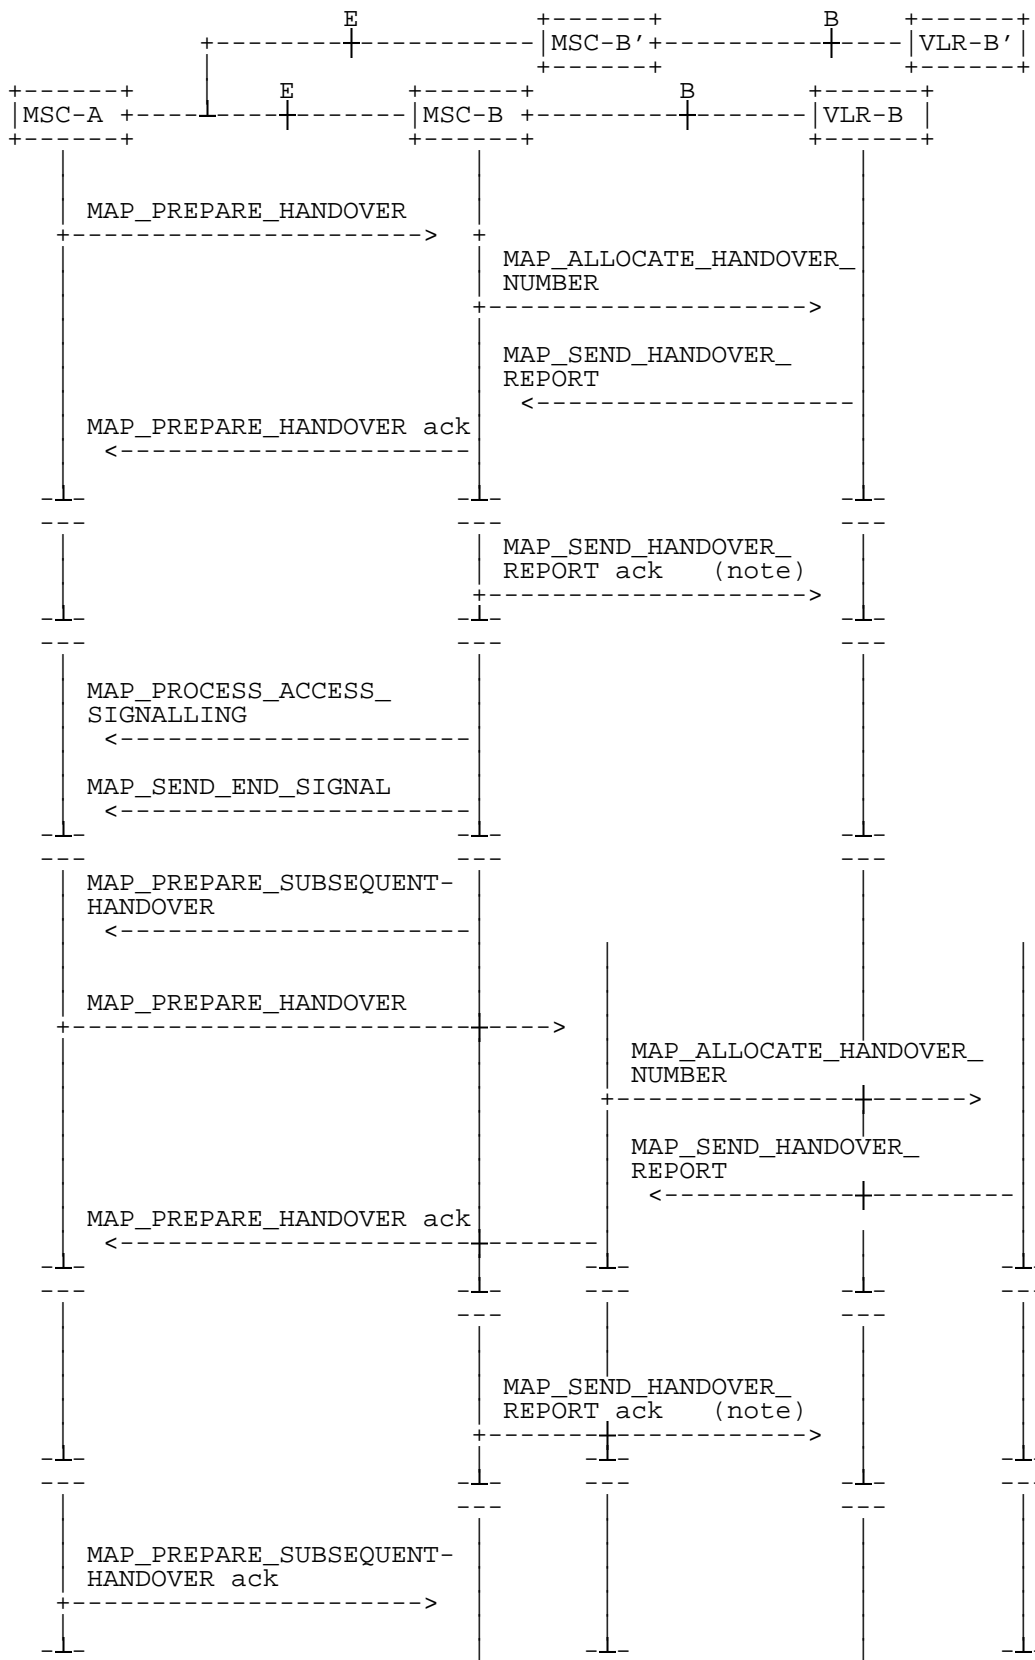 E
B
MSC-B'
VLR-B'
E
B
MSC-A
MSC-B
VLR-B
MAP_PREPARE_HANDOVER
MAP_ALLOCATE_HANDOVER_
NUMBER
MAP_SEND_HANDOVER_
REPORT
MAP_PREPARE_HANDOVER ack
MAP_SEND_HANDOVER_
REPORT ack (note)
MAP_PROCESS_ACCESS_
SIGNALLING
MAP_SEND_END_SIGNAL
MAP_PREPARE_SUBSEQUENT-
HANDOVER
MAP_PREPARE_HANDOVER
MAP_ALLOCATE_HANDOVER_
NUMBER
MAP_SEND_HANDOVER_
REPORT
MAP_PREPARE_HANDOVER ack
MAP_SEND_HANDOVER_
REPORT ack (note)
MAP_PREPARE_SUBSEQUENT-
HANDOVER ack